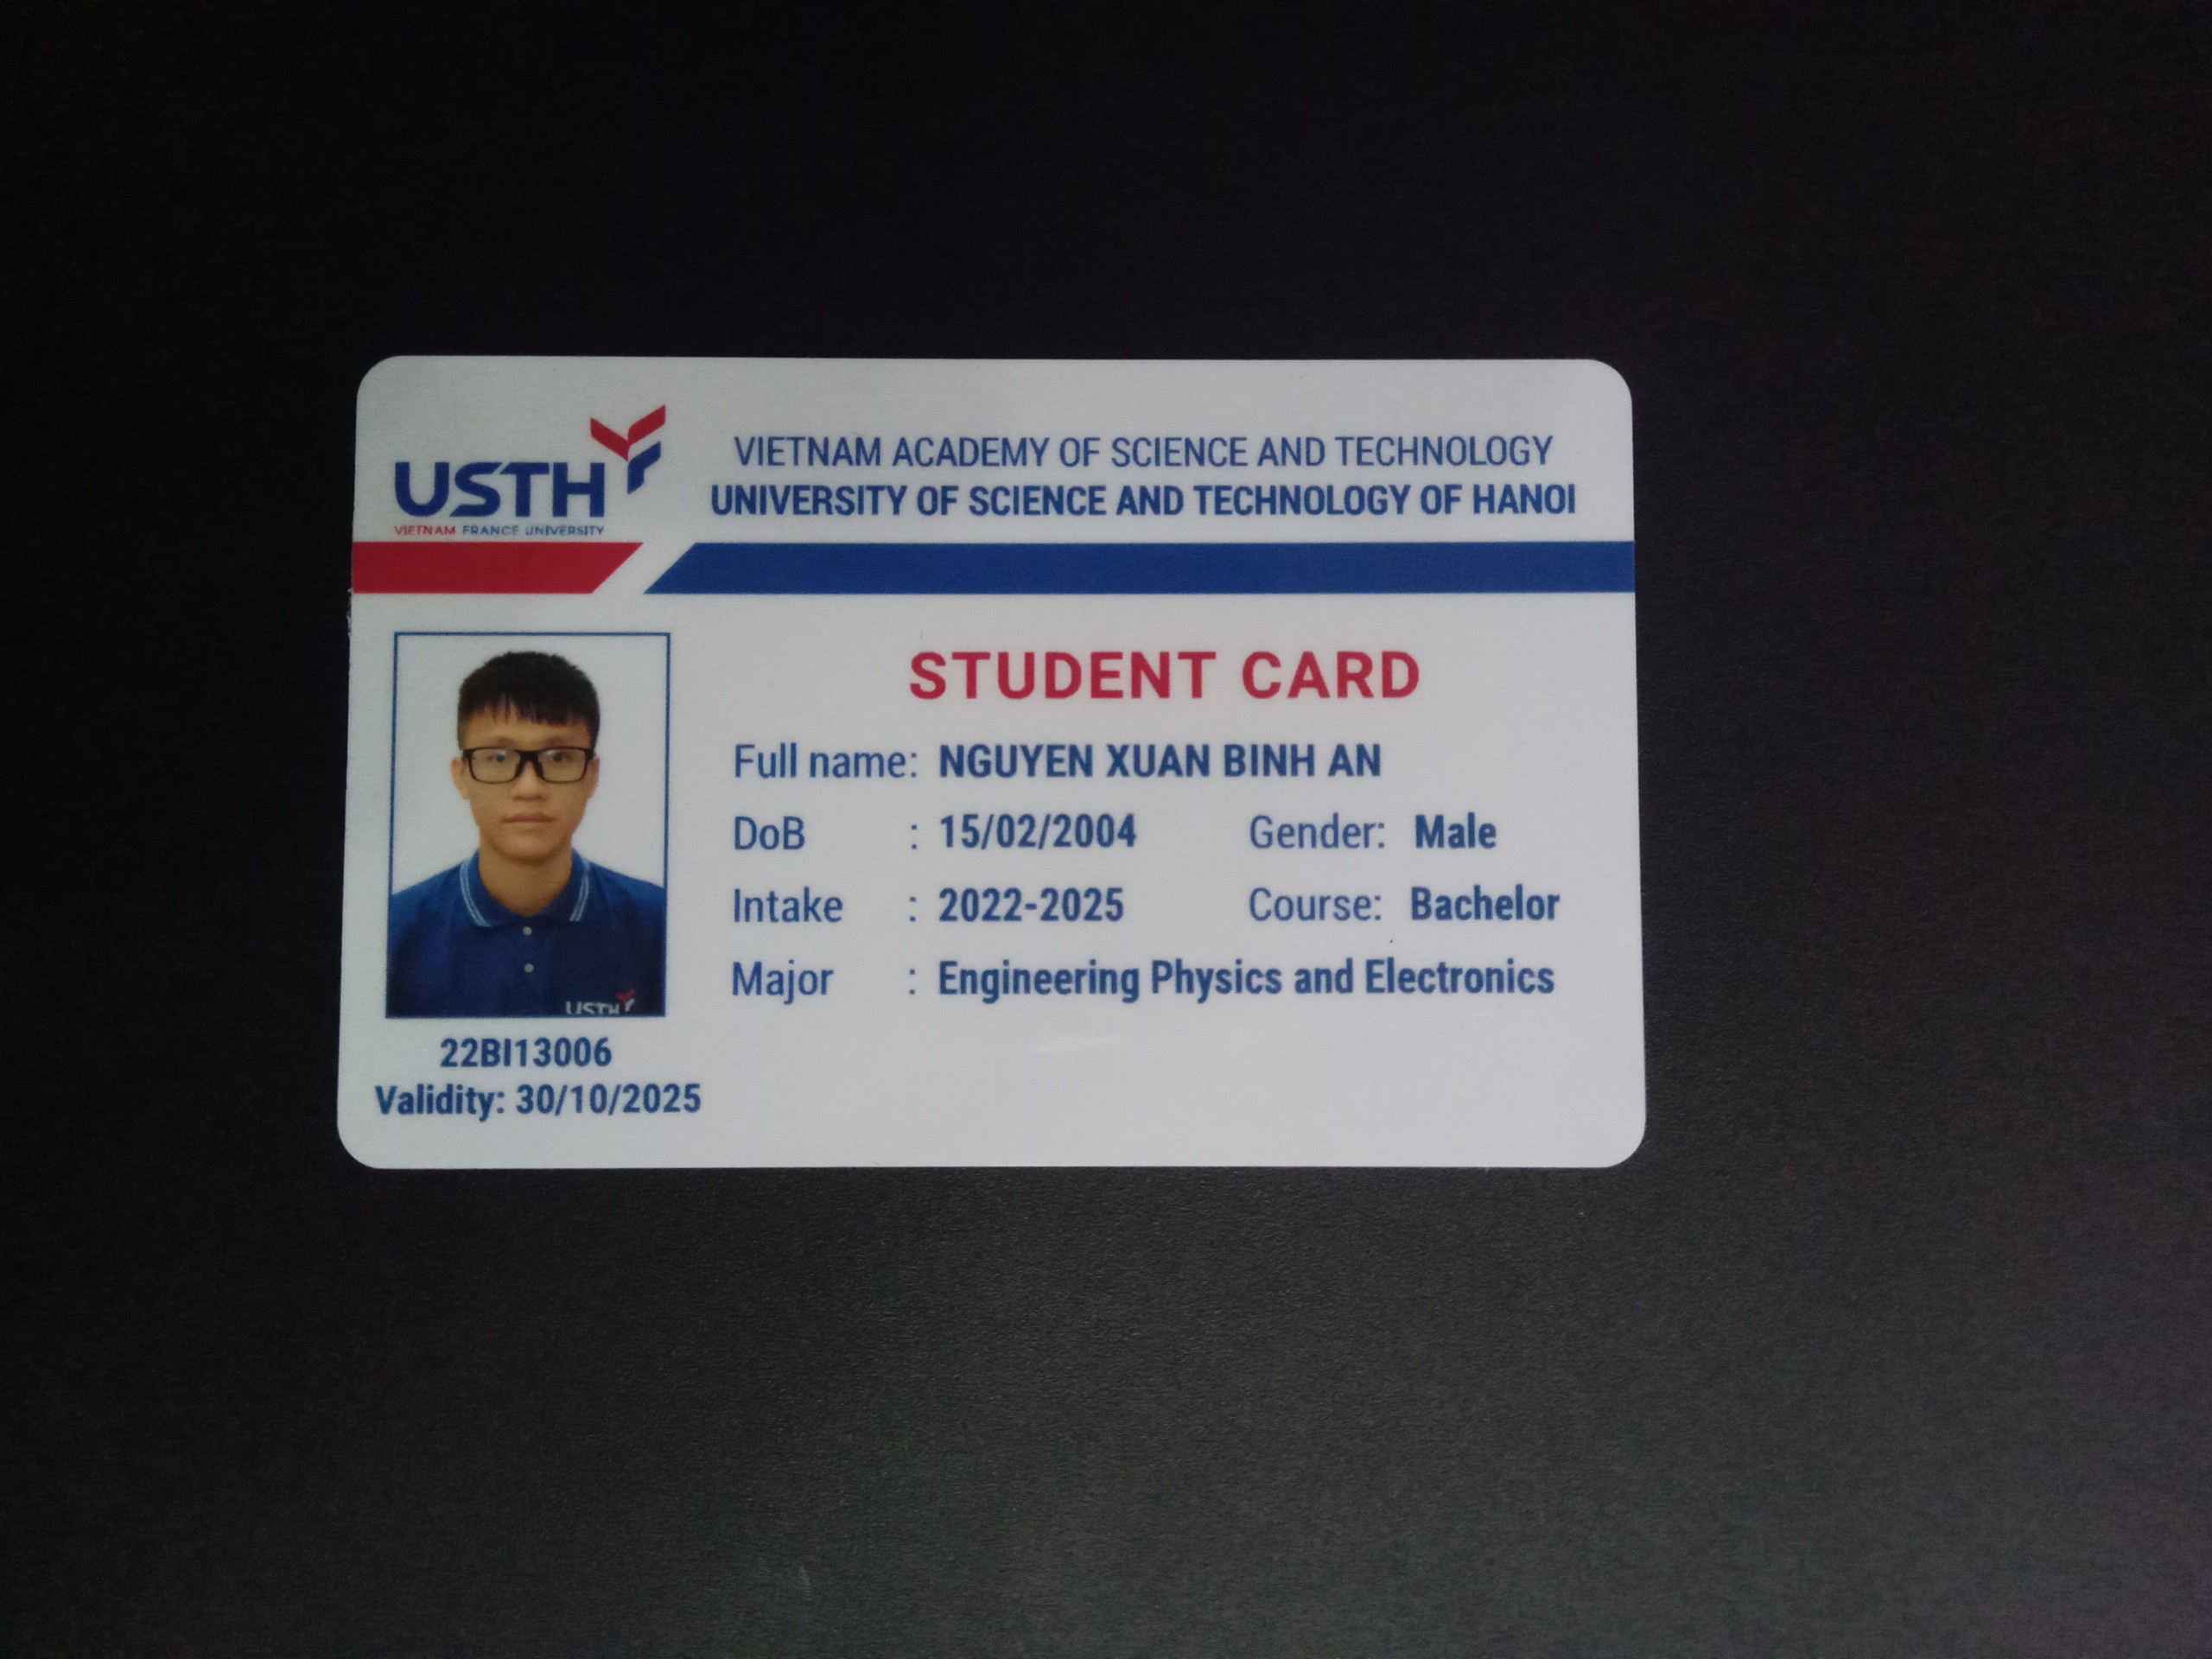 USTH
VIETNAM FRANCE UNIVERSITY
VIETNAM ACADEMY OF SCIENCE AND TECHNOLOGY
UNIVERSITY OF SCIENCE AND TECHNOLOGY OF HANOI
STUDENT CARD
Full name: NGUYEN XUAN BINH AN
DoB : 15/02/2004 Gender: Male
Intake : 2022-2025 Course: Bachelor
Major : Engineering Physics and Electronics
USTH
22BI13006
Validity: 30/10/2025